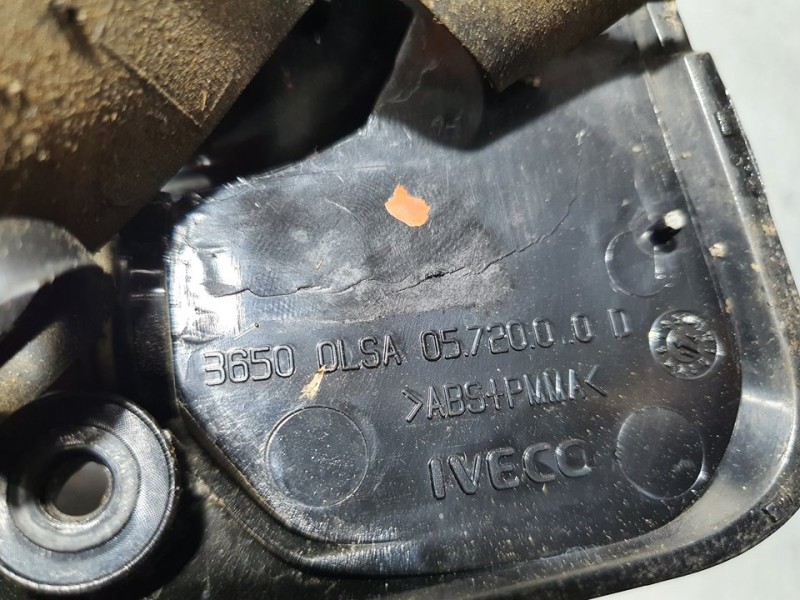 3650 OLSA 05.720.0..0 D
>ABS+PMMA<
IVECO